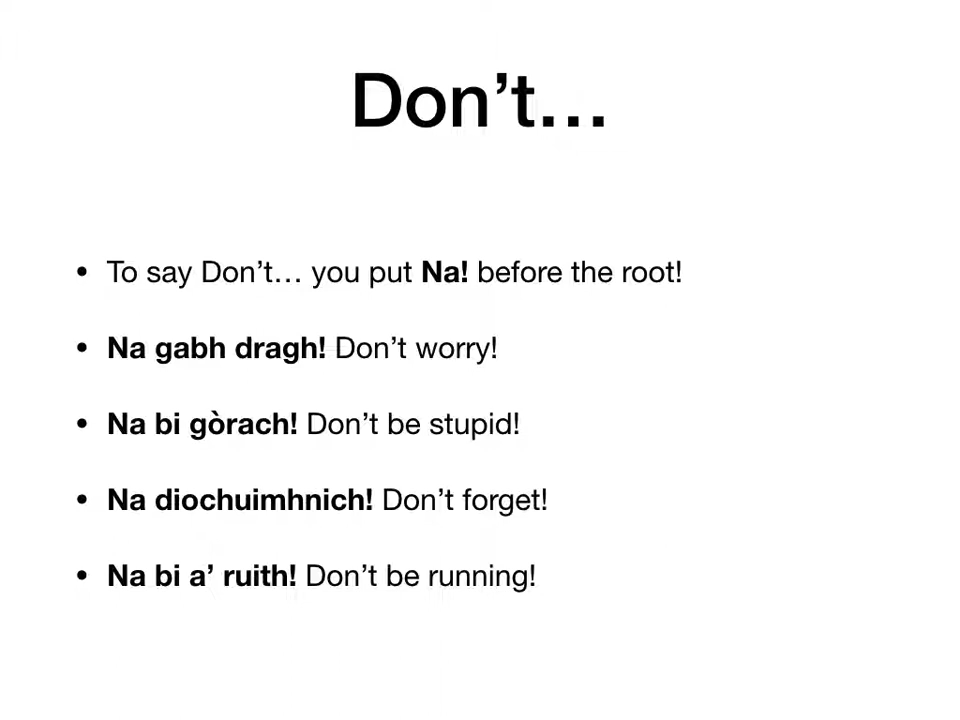 Don’t…
• To say Don’t… you put Na! before the root!
• Na gabh dragh! Don’t worry!
• Na bi gòrach! Don’t be stupid!
• Na diochuimhnich! Don’t forget!
• Na bi a’ ruith! Don’t be running!